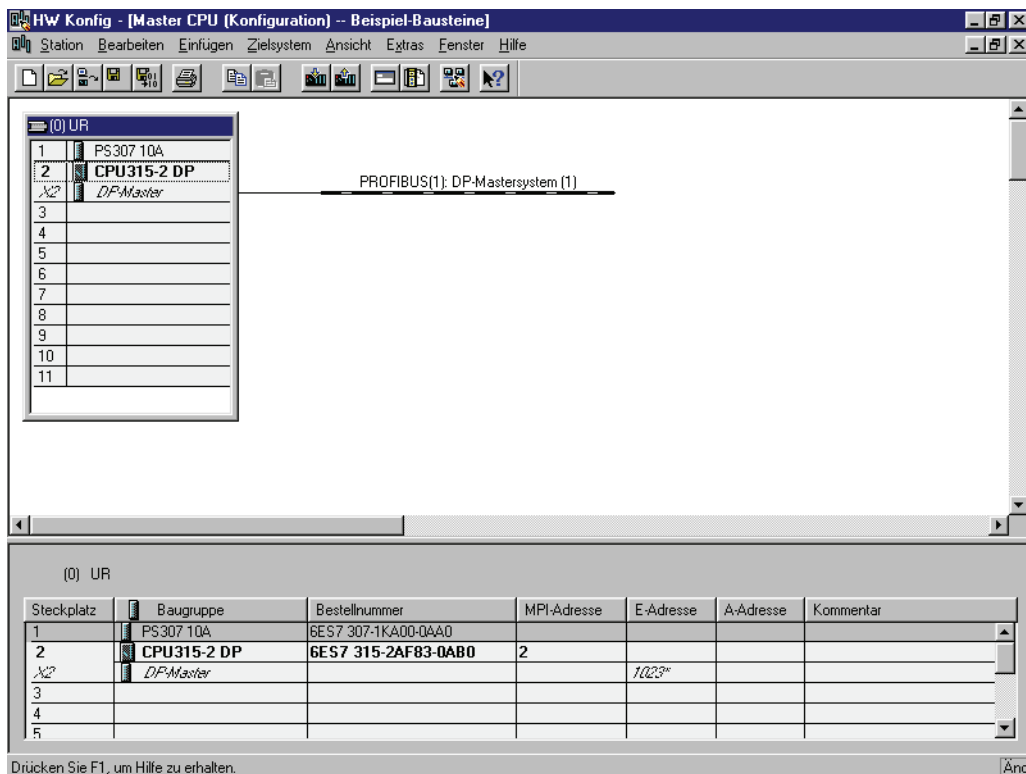 HW Konfig - [Master CPU (Konfiguration) -- Beispiel-Bausteine]
Station Bearbeiten Einfügen Zielsystem Ansicht Extras Fenster Hilfe
(0) UR
1 PS307 10A
2 CPU315-2 DP
X2 DP-Master
3
4
5
6
7
8
9
10
11
PROFIBUS(1): DP-Mastersystem (1)
(0) UR
Steckplatz Baugruppe Bestellnummer MPI-Adresse E-Adresse A-Adresse Kommentar
1 PS307 10A 6ES7 307-1KA00-0AA0
2 CPU315-2 DP 6ES7 315-2AF83-0AB0 2
X2 DP-Master 1023*
3
4
5
Drücken Sie F1, um Hilfe zu erhalten. Änd